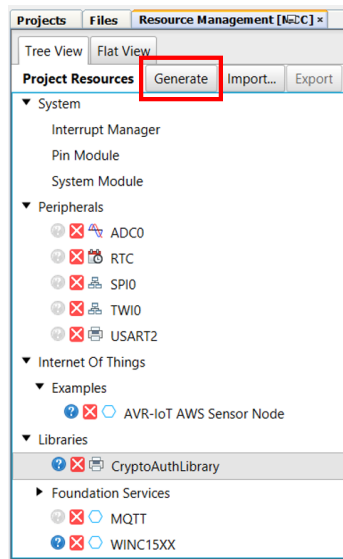 Projects Files Resource Management [MCC] ×
Tree View Flat View
Project Resources Generate Import... Export
System
Interrupt Manager
Pin Module
System Module
Peripherals
ADC0
RTC
SPI0
TWI0
USART2
Internet Of Things
Examples
AVR-IoT AWS Sensor Node
Libraries
CryptoAuthLibrary
Foundation Services
MQTT
WINC15XX